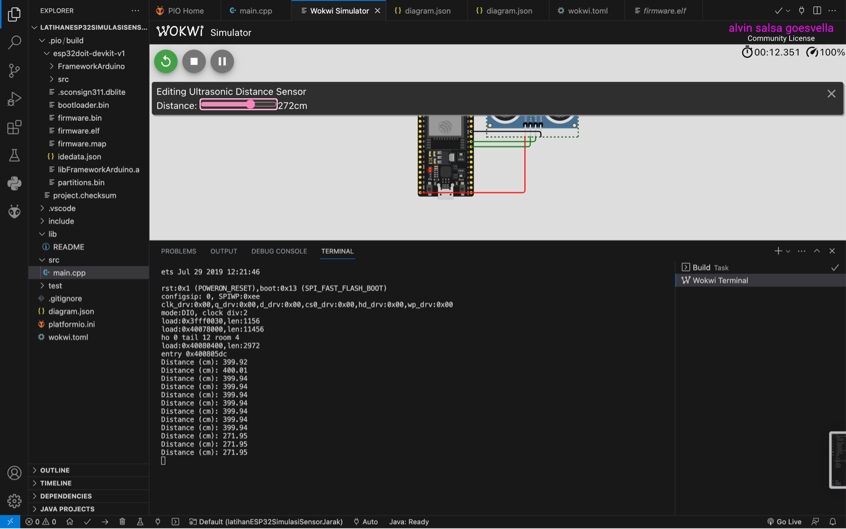 EXPLORER ...
LATIHANESP32SIMULASISENS...
.pio/build
esp32doit-devkit-v1
FrameworkArduino
src
.sconsign311.dblite
bootloader.bin
firmware.bin
firmware.elf
firmware.map
idedata.json
libFrameworkArduino.a
partitions.bin
project.checksum
.vscode
include
lib
README
src
main.cpp
test
.gitignore
diagram.json
platformio.ini
wokwi.toml
OUTLINE
TIMELINE
DEPENDENCIES
JAVA PROJECTS
PIO Home
main.cpp
Wokwi Simulator
diagram.json
diagram.json
wokwi.toml
firmware.elf
WOKWI Simulator
alvin salsa goesvella
Community License
00:12.351 100%
Editing Ultrasonic Distance Sensor
Distance: 272cm
PROBLEMS OUTPUT DEBUG CONSOLE TERMINAL
ets Jul 29 2019 12:21:46
rst:0x1 (POWERON_RESET),boot:0x13 (SPI_FAST_FLASH_BOOT)
configsip: 0, SPIWP:0xee
clk_drv:0x00,q_drv:0x00,d_drv:0x00,cs0_drv:0x00,hd_drv:0x00,wp_drv:0x00
mode:DIO, clock div:2
load:0x3fff0030,len:1156
load:0x40078000,len:11456
ho 0 tail 12 room 4
load:0x40080400,len:2972
entry 0x400805dc
Distance (cm): 399.92
Distance (cm): 400.01
Distance (cm): 399.94
Distance (cm): 399.94
Distance (cm): 399.94
Distance (cm): 399.94
Distance (cm): 399.94
Distance (cm): 399.94
Distance (cm): 399.94
Distance (cm): 271.95
Distance (cm): 271.95
Distance (cm): 271.95
Build Task
Wokwi Terminal
0 0 Default (latihanESP32SimulasiSensorJarak) Auto Java: Ready Go Live